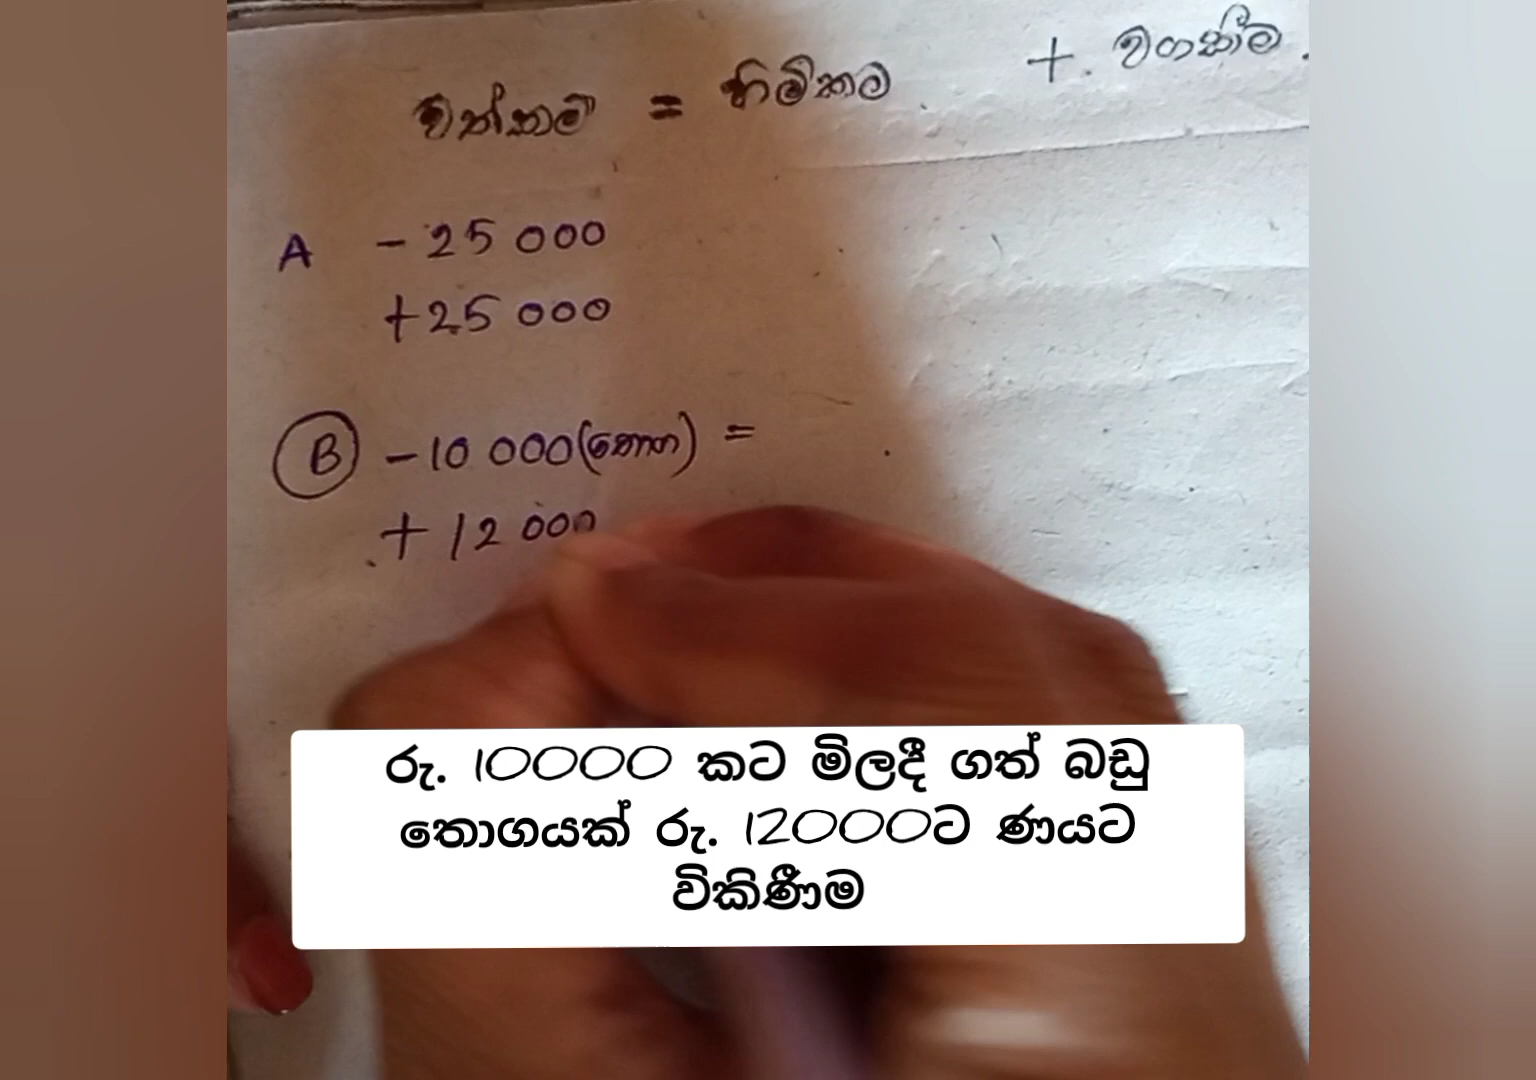 වත්කම් = හිමිකම + වගකීම
A - 25 000
+25 000
B - 10 000(තොග) =
+ 12 000
රු. 10000 කට මිලදී ගත් බඩු
තොගයක් රු. 12000ට ණයට
විකිණීම